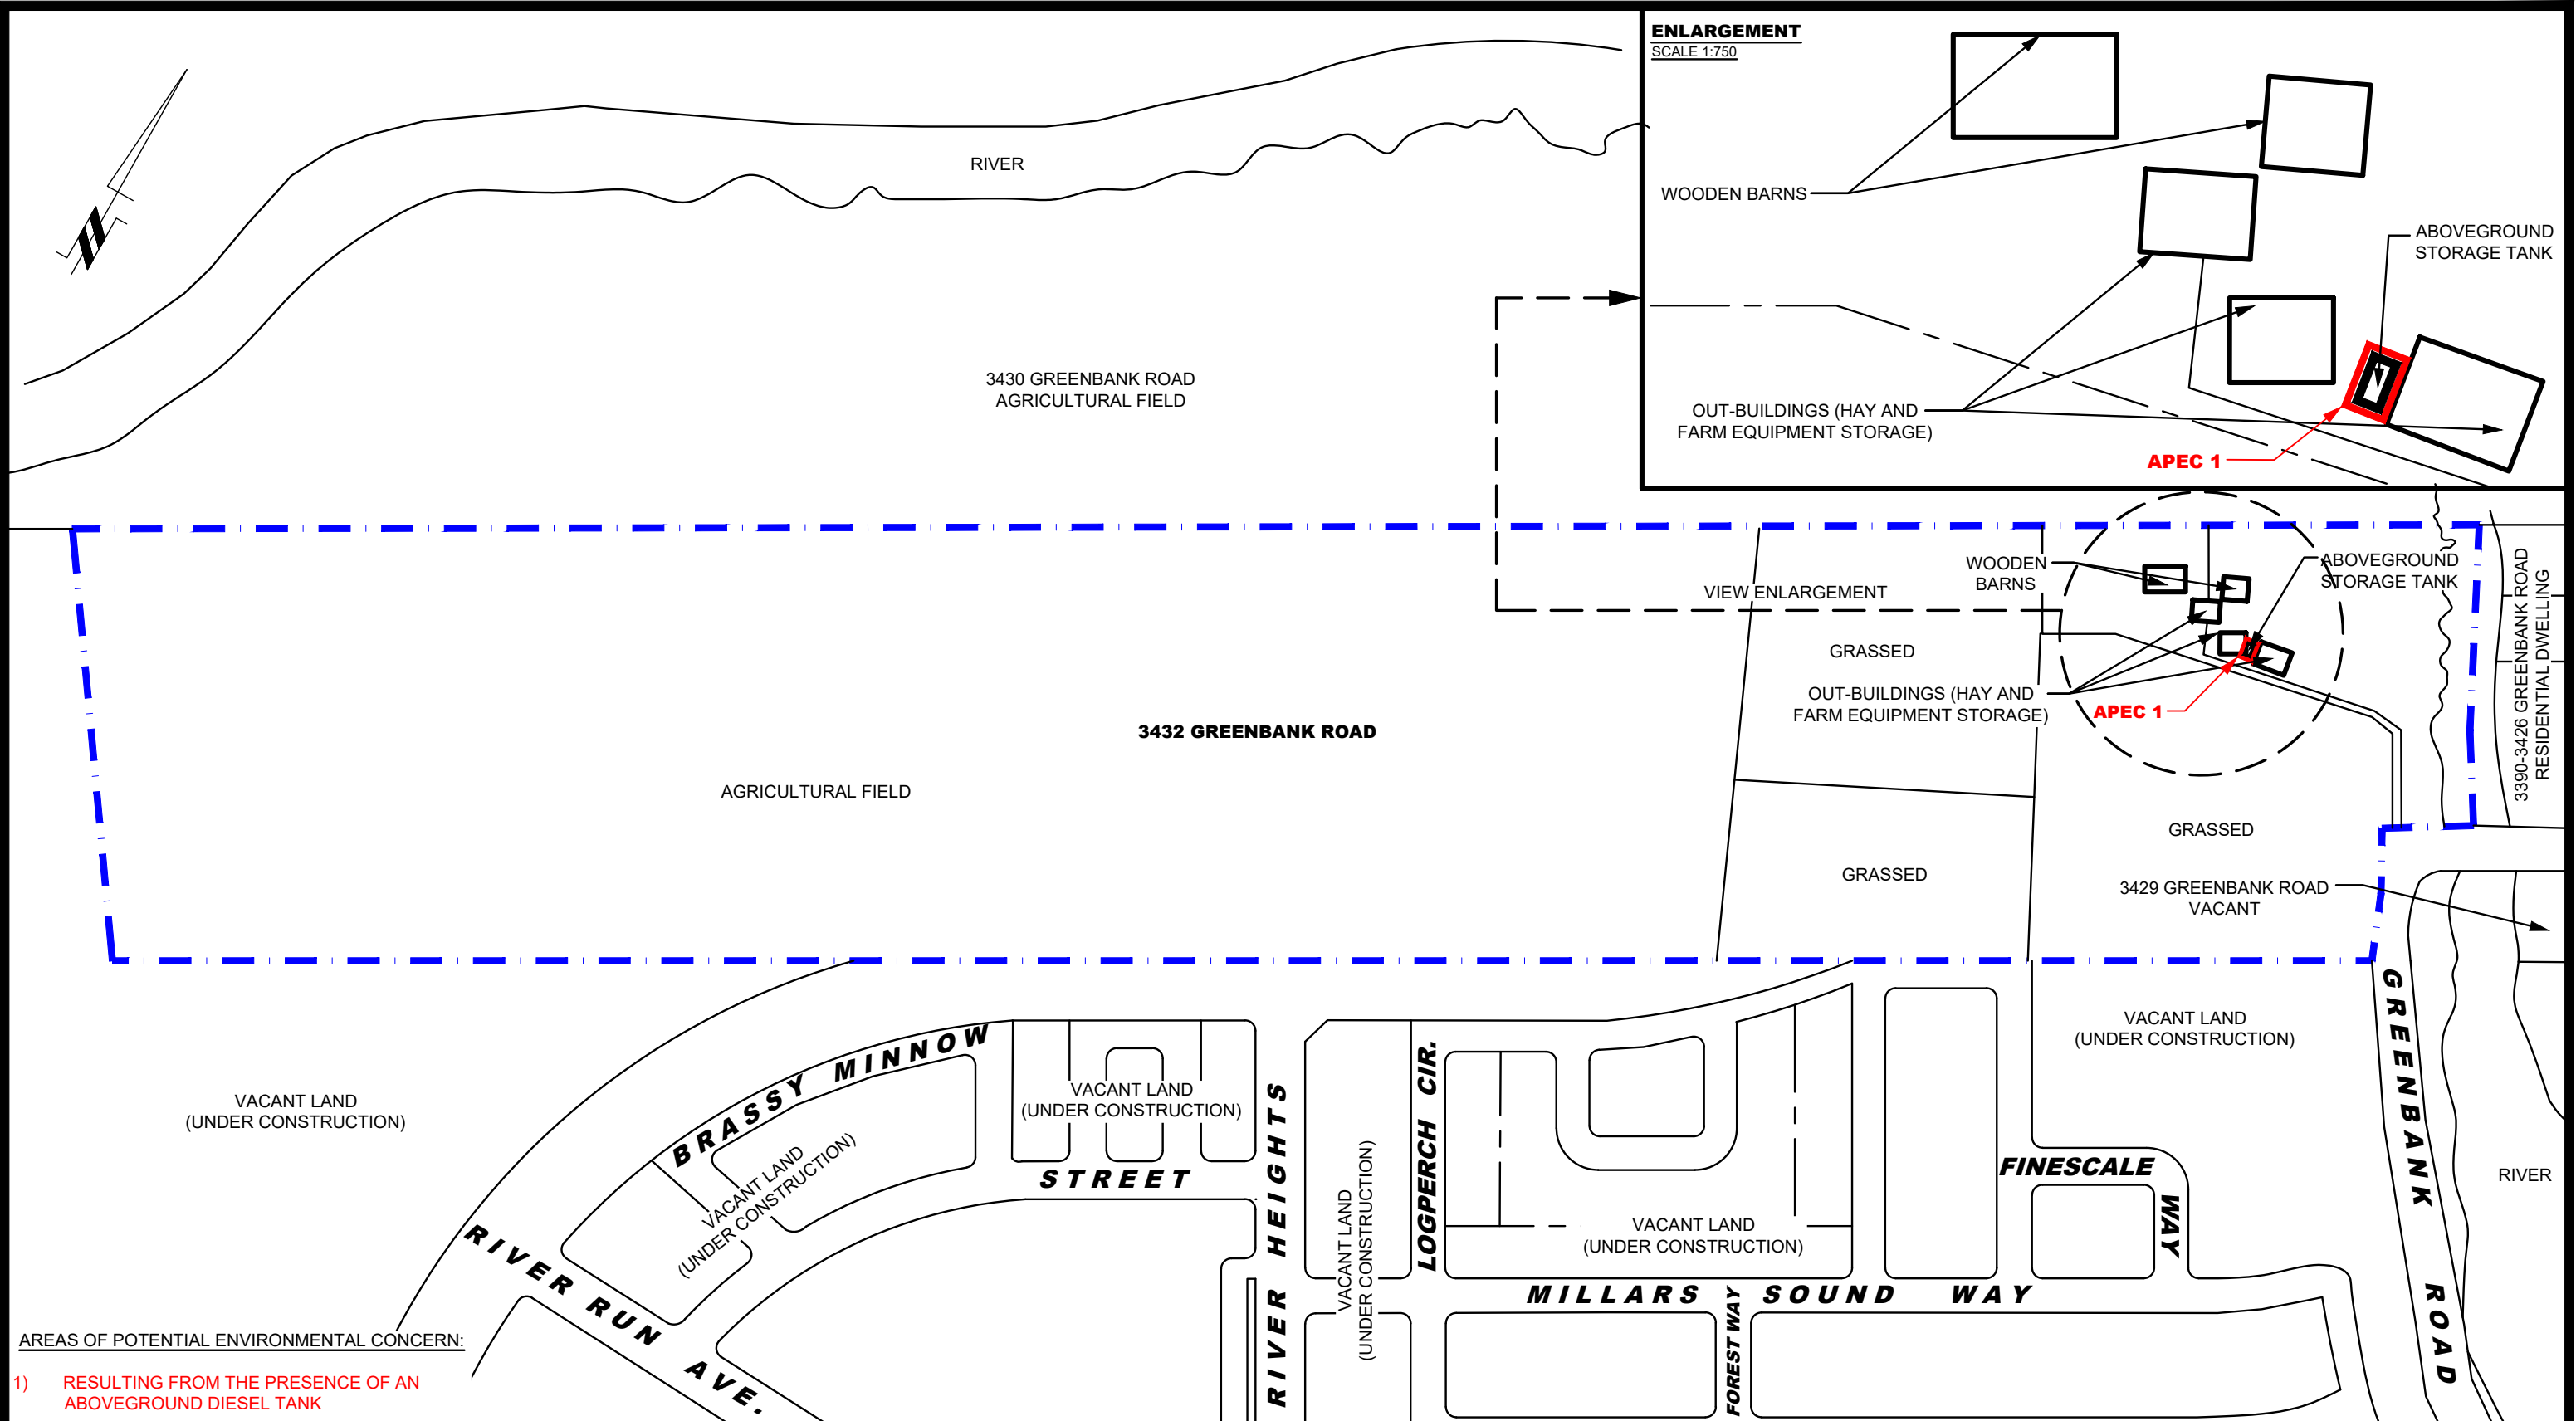 ENLARGEMENT
SCALE 1:750
RIVER
WOODEN BARNS
ABOVEGROUND
STORAGE TANK
3430 GREENBANK ROAD
AGRICULTURAL FIELD
OUT-BUILDINGS (HAY AND
FARM EQUIPMENT STORAGE)
APEC 1
WOODEN
BARNS
ABOVEGROUND
STORAGE TANK
VIEW ENLARGEMENT
3390-3426 GREENBANK ROAD
RESIDENTIAL DWELLING
GRASSED
OUT-BUILDINGS (HAY AND
FARM EQUIPMENT STORAGE)
APEC 1
3432 GREENBANK ROAD
AGRICULTURAL FIELD
GRASSED
GRASSED
3429 GREENBANK ROAD
VACANT
VACANT LAND
(UNDER CONSTRUCTION)
GREENBANK ROAD
VACANT LAND
(UNDER CONSTRUCTION)
BRASSY MINNOW
STREET
VACANT LAND
(UNDER CONSTRUCTION)
VACANT LAND
(UNDER CONSTRUCTION)
RIVER HEIGHTS
RIVER
VACANT LAND
(UNDER CONSTRUCTION)
LOGPERCH CIR.
VACANT LAND
(UNDER CONSTRUCTION)
FINESCALE
WAY
RIVER
MILLARS SOUND WAY
FOREST WAY
RIVER RUN AVE.
AREAS OF POTENTIAL ENVIRONMENTAL CONCERN:
1) RESULTING FROM THE PRESENCE OF AN
ABOVEGROUND DIESEL TANK